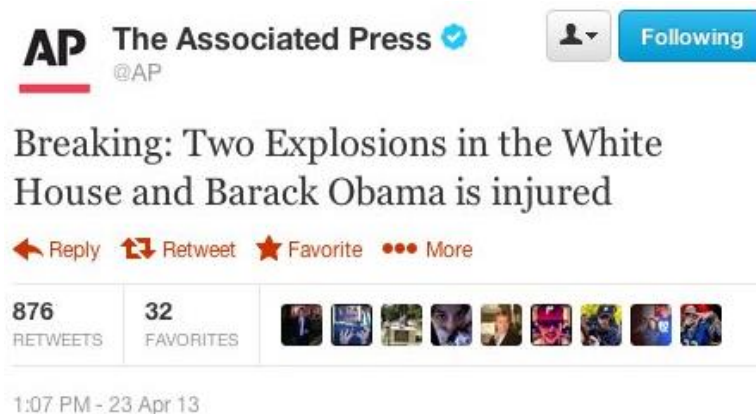 AP The Associated Press
@AP
Following
Breaking: Two Explosions in the White
House and Barack Obama is injured
Reply Retweet Favorite More
876 32
RETWEETS FAVORITES
1:07 PM - 23 Apr 13